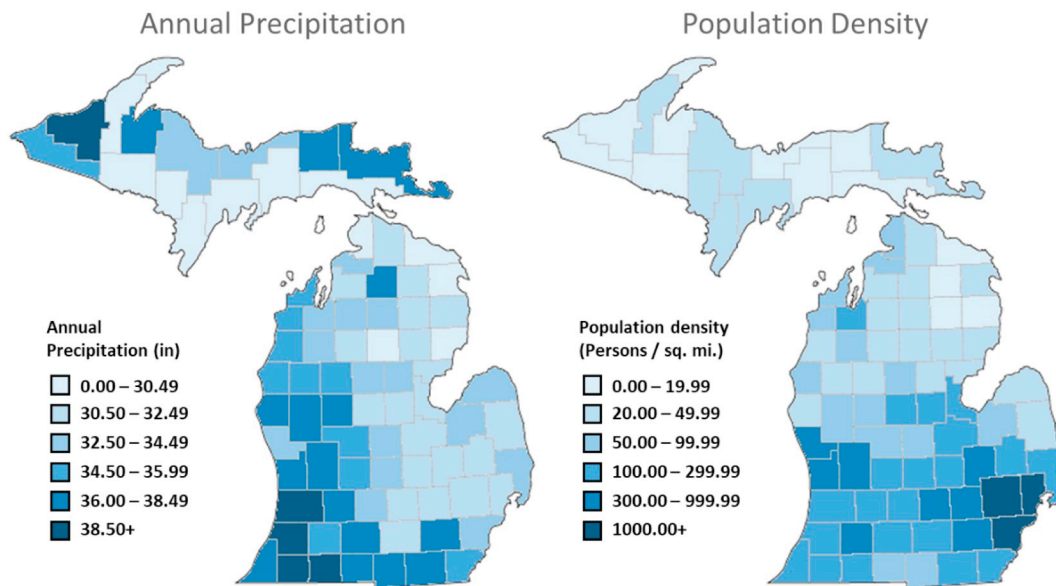 Annual Precipitation
Population Density
Annual
Precipitation (in)
0.00 – 30.49
30.50 – 32.49
32.50 – 34.49
34.50 – 35.99
36.00 – 38.49
38.50+
Population density
(Persons / sq. mi.)
0.00 – 19.99
20.00 – 49.99
50.00 – 99.99
100.00 – 299.99
300.00 – 999.99
1000.00+